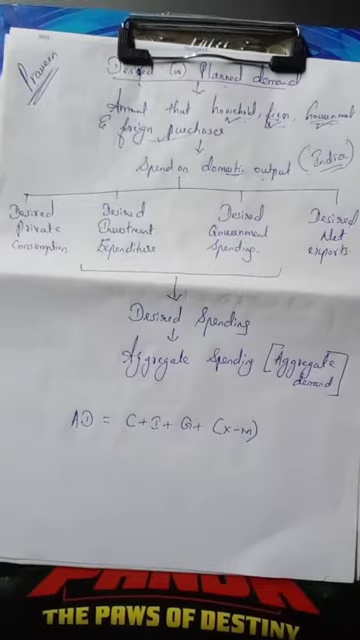 Praveen
Desired (or) Planned demand
Amount that household, firm, Government
& foreign purchaser
Spend on domestic output (India)
Desired Private Consumption
Desired Investment Expenditure
Desired Government Spending.
Desired Net exports
Desired Spending
Aggregate Spending [Aggregate demand]
AD = C+I+G+ (X-M)
PANDA
THE PAWS OF DESTINY